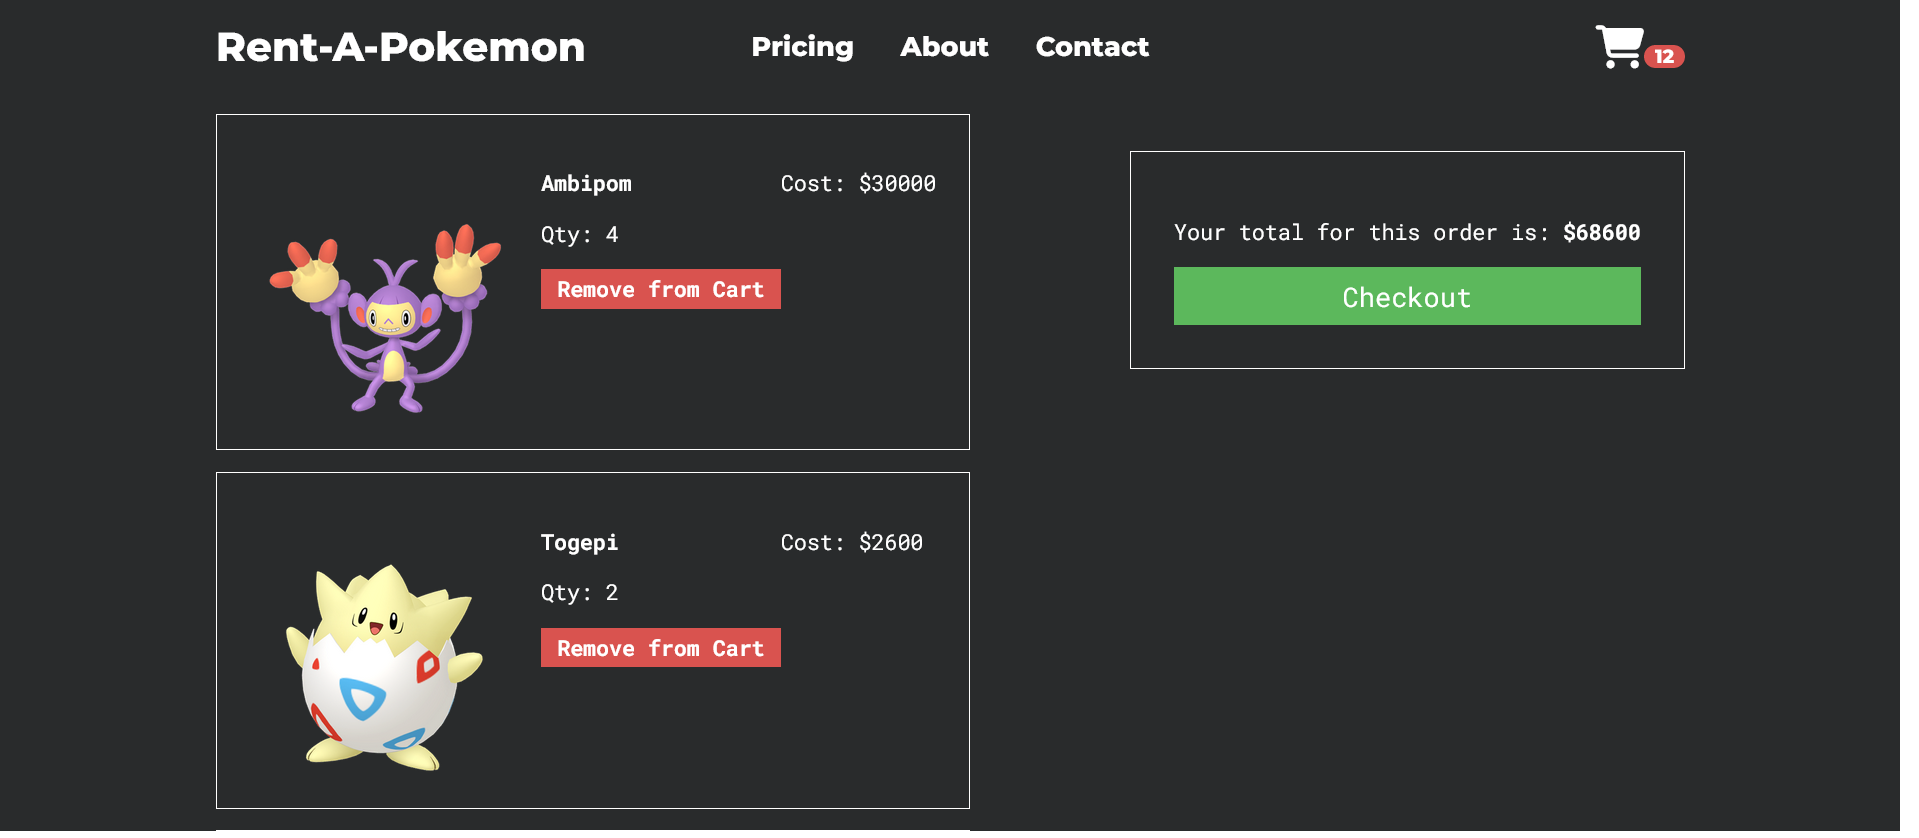 Rent-A-Pokemon Pricing About Contact 12
Ambipom Cost: $30000
Qty: 4
Remove from Cart
Your total for this order is: $68600
Checkout
Togepi Cost: $2600
Qty: 2
Remove from Cart